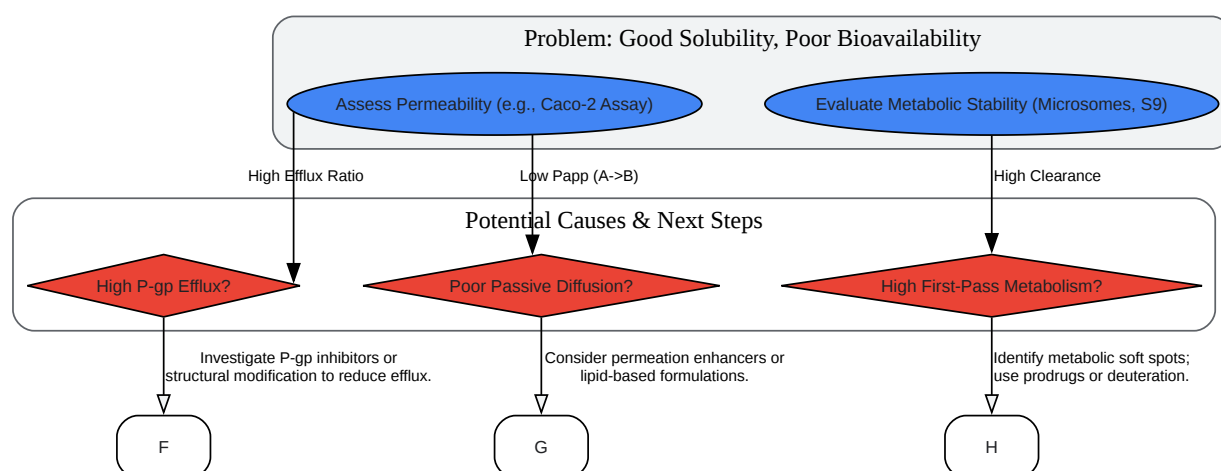 Problem: Good Solubility, Poor Bioavailability
Assess Permeability (e.g., Caco-2 Assay)
Evaluate Metabolic Stability (Microsomes, S9)
High Efflux Ratio
Low Papp (A->B)
High Clearance
Potential Causes & Next Steps
High P-gp Efflux?
Poor Passive Diffusion?
High First-Pass Metabolism?
Investigate P-gp inhibitors or
structural modification to reduce efflux.
Consider permeation enhancers or
lipid-based formulations.
Identify metabolic soft spots;
use prodrugs or deuteration.
F
G
H